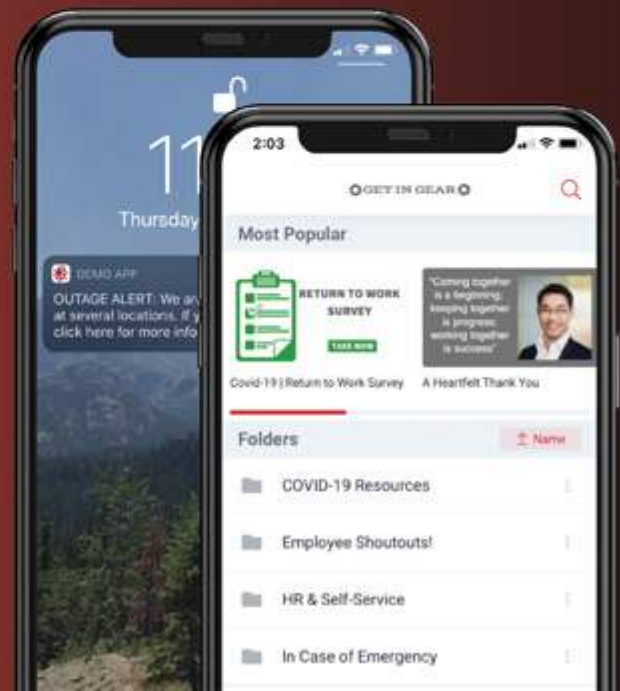 11
Thursday
DEMO APP
OUTAGE ALERT: We are
at several locations. If y
click here for more info
2:03
GET IN GEAR
Most Popular
RETURN TO WORK
SURVEY
TAKE NOW
"Coming together
is a beginning;
keeping together
is progress;
working together
is success"
Covid-19 | Return to Work Survey
A Heartfelt Thank You
Folders
Name
COVID-19 Resources
Employee Shoutouts!
HR & Self-Service
In Case of Emergency